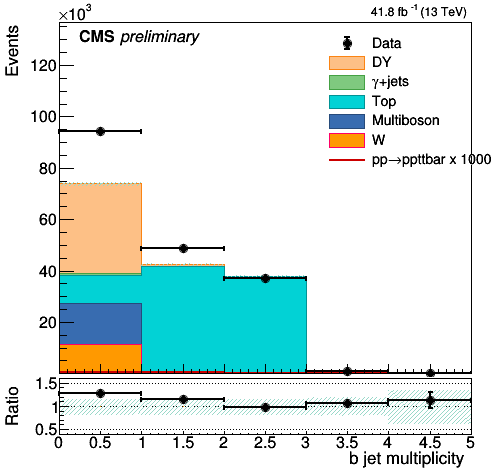 ×10³
41.8 fb⁻¹ (13 TeV)
CMS preliminary
Events
120
100
80
60
40
20
Data
DY
γ+jets
Top
Multiboson
W
pp→ppttbar x 1000
Ratio
1.5
1
0.5
0 0.5 1 1.5 2 2.5 3 3.5 4 4.5 5
b jet multiplicity